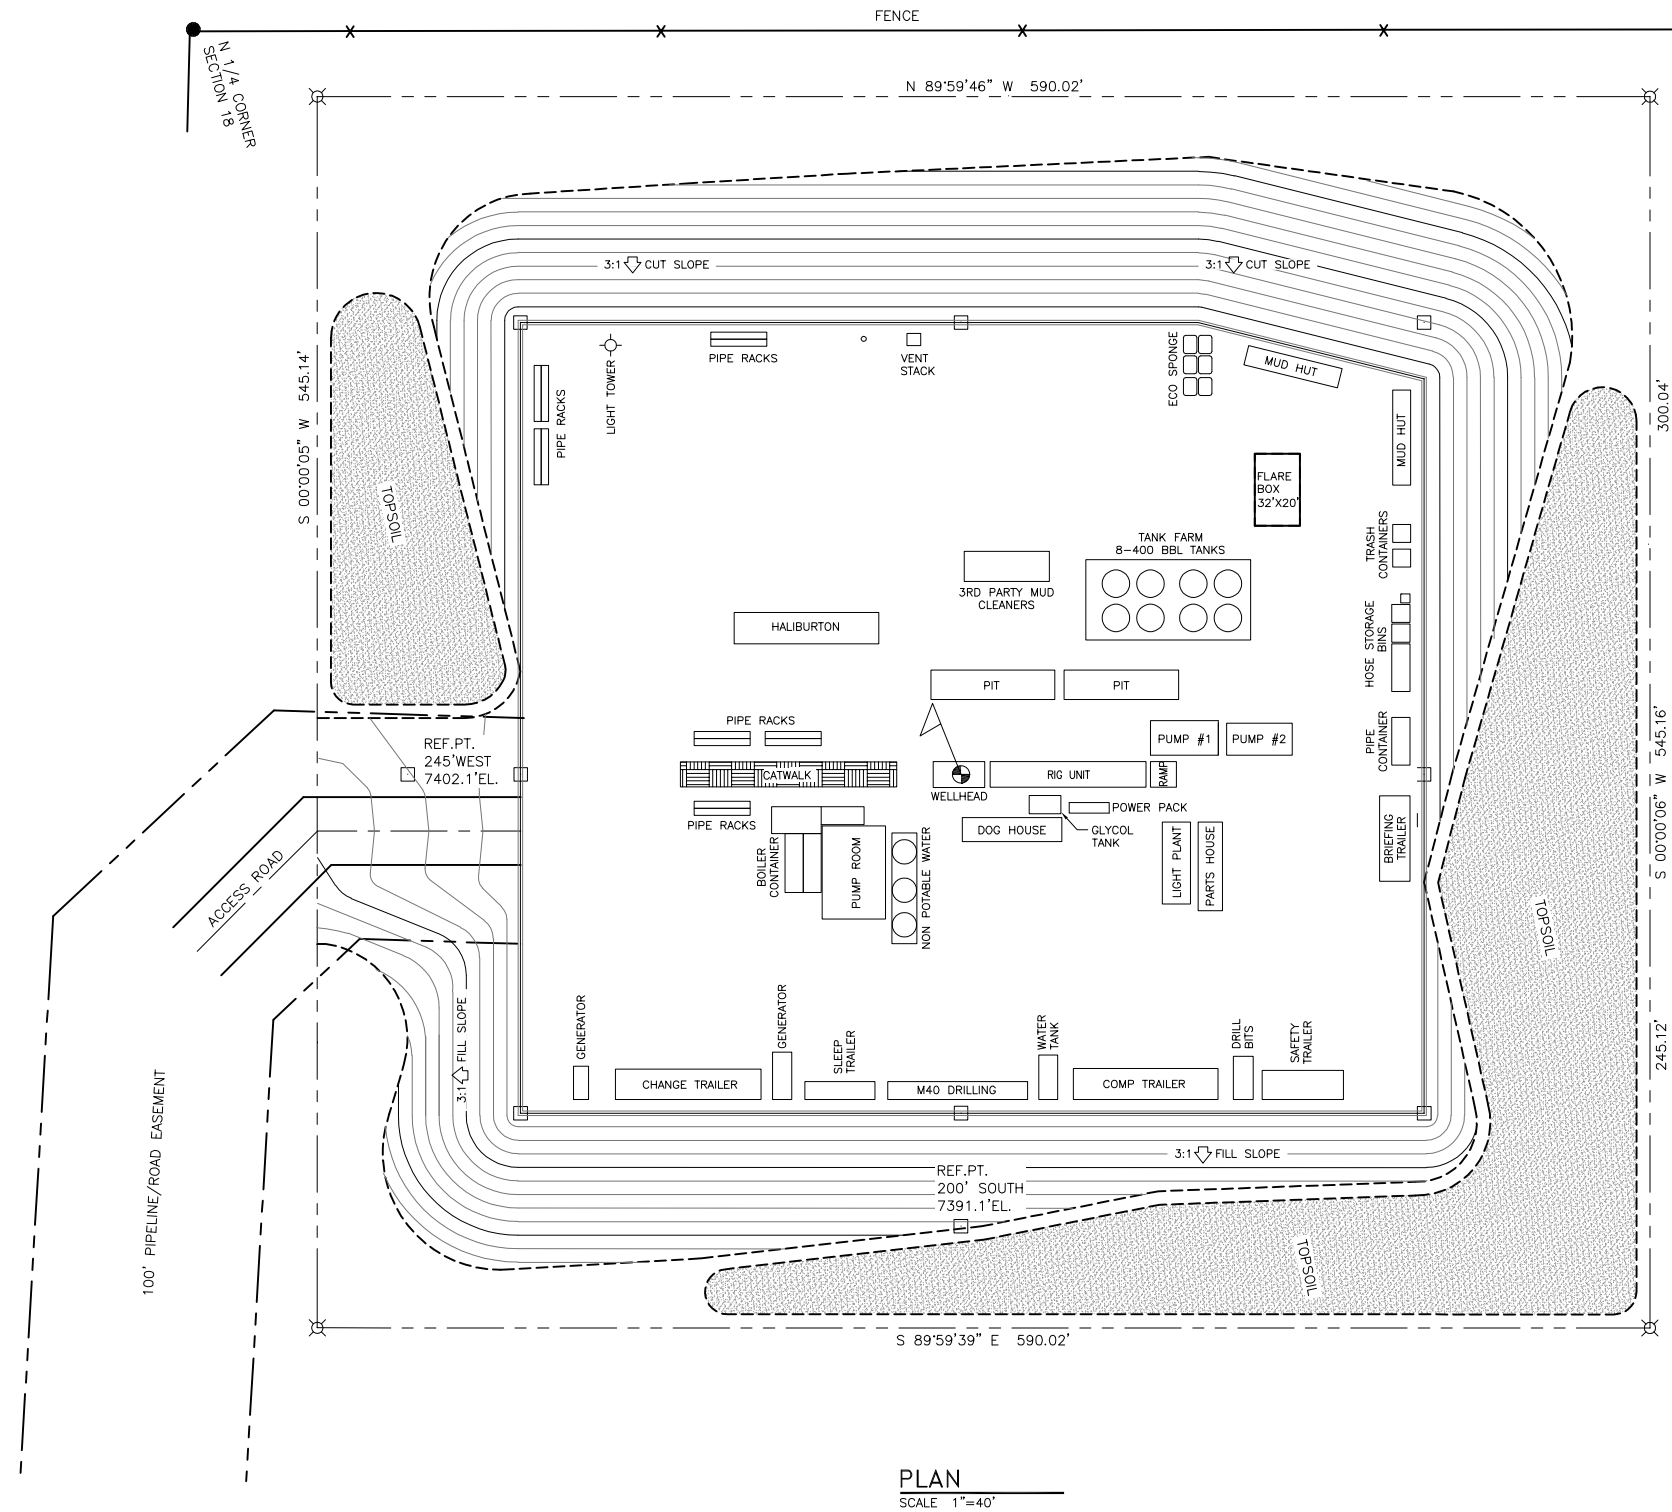 FENCE
N 1/4 CORNER
SECTION 18
N 89°59'46" W   590.02'
3:1 CUT SLOPE
3:1 CUT SLOPE
S 00°00'05" W   545.14'
300.04'
PIPE RACKS
VENT
STACK
ECO SPONGE
MUD HUT
LIGHT TOWER
PIPE RACKS
MUD HUT
FLARE
BOX
32'X20'
TOPSOIL
TANK FARM
8-400 BBL TANKS
TRASH
CONTAINERS
3RD PARTY MUD
CLEANERS
HALIBURTON
HOSE STORAGE
BINS
PIT
PIT
PIPE RACKS
PUMP #1
PUMP #2
PIPE
CONTAINER
S 00°00'06" W   545.16'
REF.PT.
245'WEST
7402.1'EL.
CATWALK
RIG UNIT
RAMP
WELLHEAD
PIPE RACKS
POWER PACK
DOG HOUSE
GLYCOL
TANK
BRIEFING
TRAILER
BOILER
CONTAINER
PUMP ROOM
NON POTABLE WATER
LIGHT PLANT
PARTS HOUSE
ACCESS ROAD
TOPSOIL
GENERATOR
GENERATOR
SLEEP
TRAILER
WATER
TANK
DRILL
BITS
SAFETY
TRAILER
245.12'
3:1 FILL SLOPE
CHANGE TRAILER
M40 DRILLING
COMP TRAILER
100' PIPELINE/ROAD EASEMENT
3:1 FILL SLOPE
REF.PT.
200' SOUTH
7391.1'EL.
TOPSOIL
S 89°59'39" E   590.02'
PLAN
SCALE   1"=40'